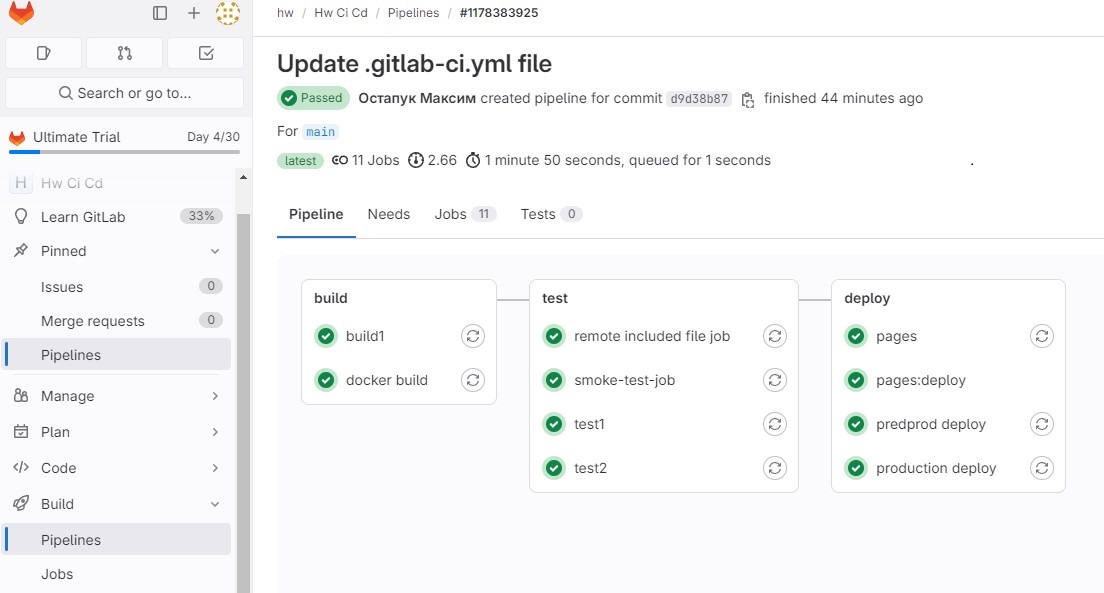 hw / Hw Ci Cd / Pipelines / #1178383925
Update .gitlab-ci.yml file
Passed Остапук Максим created pipeline for commit d9d38b87 finished 44 minutes ago
For main
latest 11 Jobs 2.66 1 minute 50 seconds, queued for 1 seconds
Pipeline Needs Jobs 11 Tests 0
build
build1
docker build
test
remote included file job
smoke-test-job
test1
test2
deploy
pages
pages:deploy
predprod deploy
production deploy
Search or go to...
Ultimate Trial Day 4/30
H Hw Ci Cd
Learn GitLab 33%
Pinned
Issues 0
Merge requests 0
Pipelines
Manage
Plan
Code
Build
Pipelines
Jobs